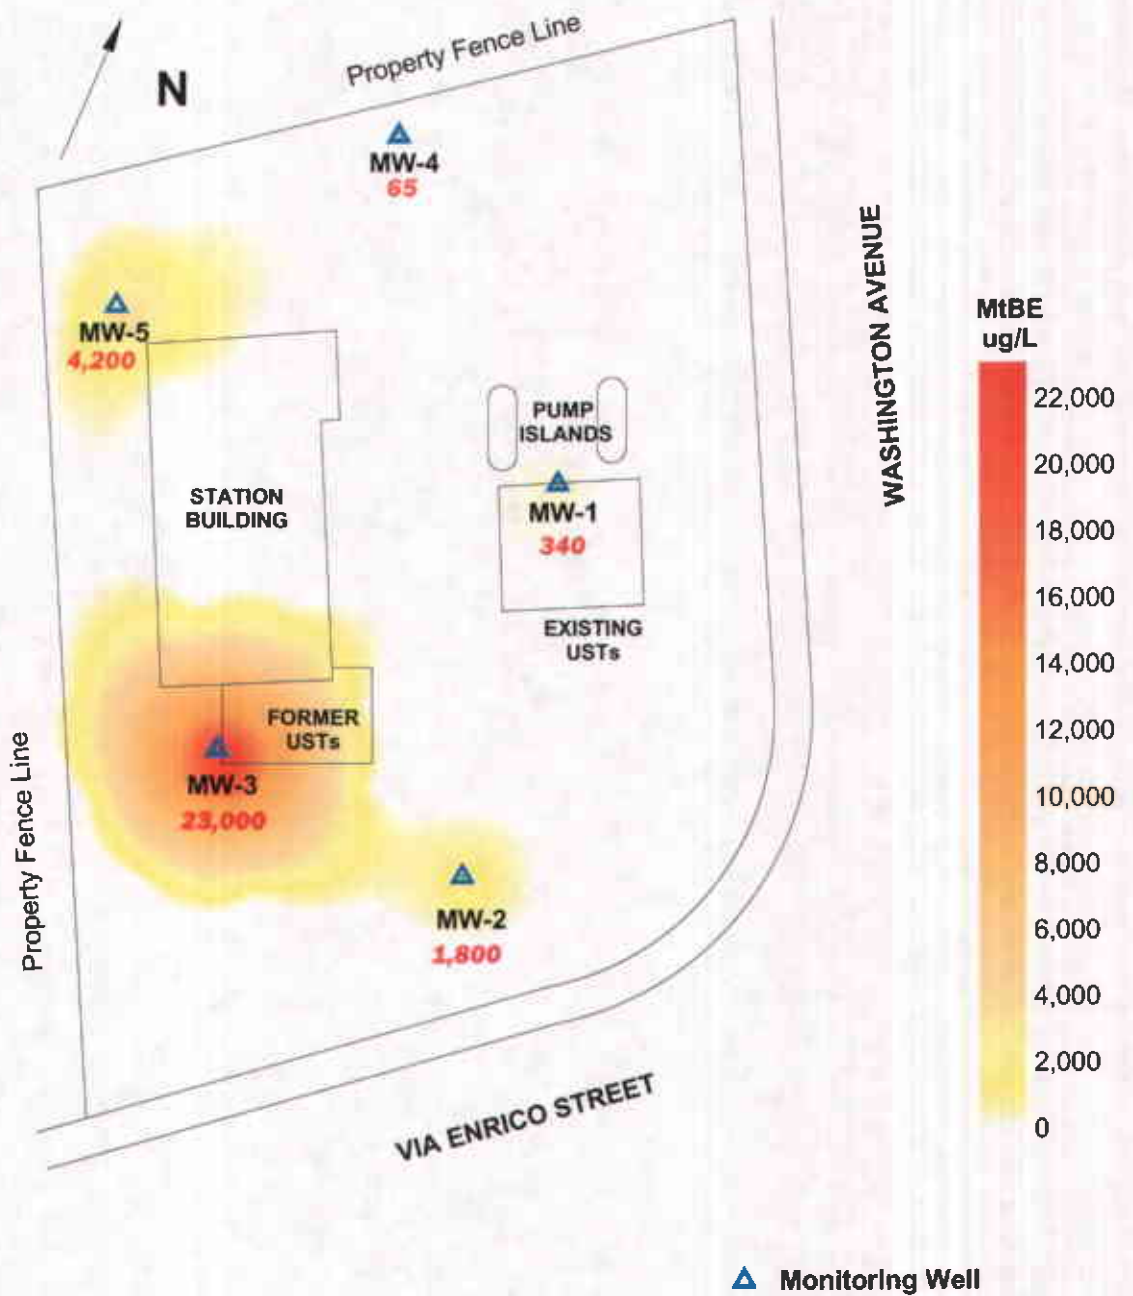 N
Property Fence Line
MW-4
65
MW-5
4,200
STATION
BUILDING
PUMP
ISLANDS
MW-1
340
EXISTING
USTs
FORMER
USTs
MW-3
23,000
MW-2
1,800
Property Fence Line
VIA ENRICO STREET
WASHINGTON AVENUE
MtBE
ug/L
22,000
20,000
18,000
16,000
14,000
12,000
10,000
8,000
6,000
4,000
2,000
0
Monitoring Well